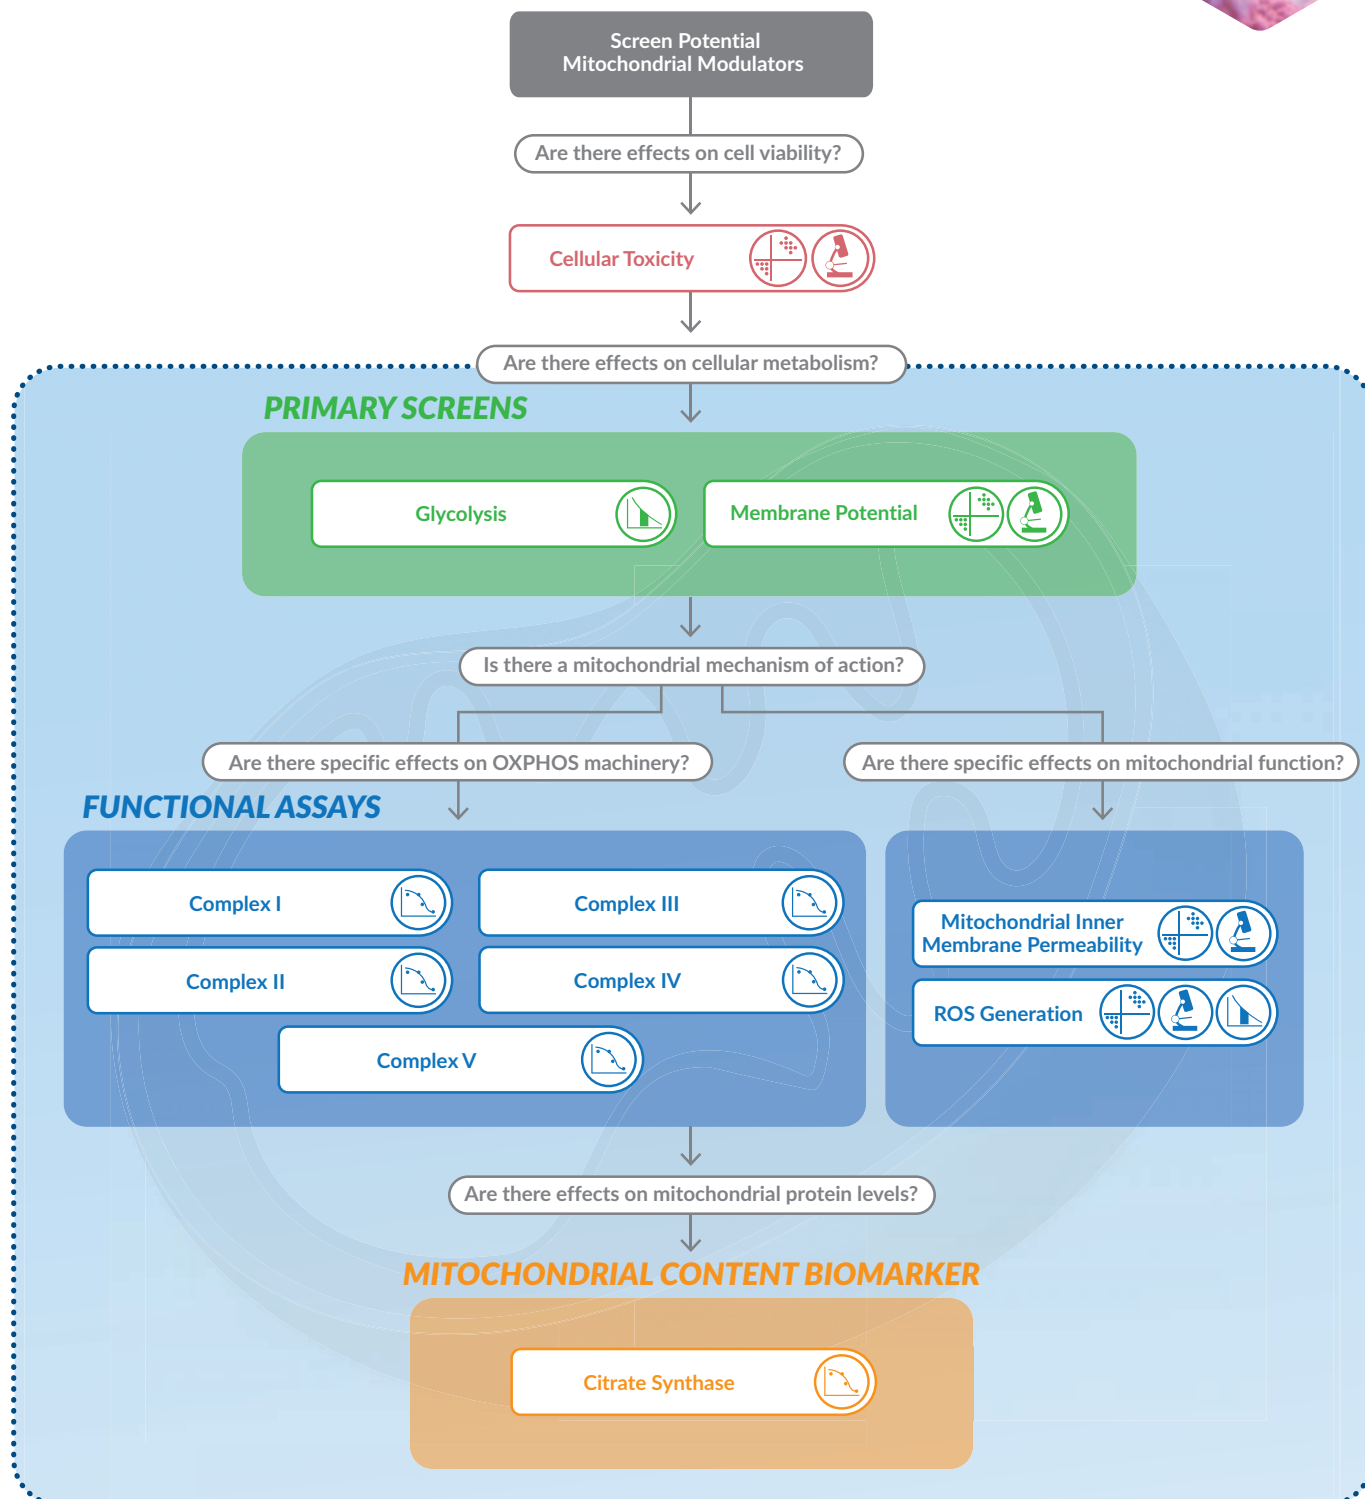 Screen Potential
Mitochondrial Modulators
Are there effects on cell viability?
Cellular Toxicity
Are there effects on cellular metabolism?
PRIMARY SCREENS
Glycolysis
Membrane Potential
Is there a mitochondrial mechanism of action?
Are there specific effects on OXPHOS machinery?
Are there specific effects on mitochondrial function?
FUNCTIONAL ASSAYS
Complex I
Complex III
Complex II
Complex IV
Complex V
Mitochondrial Inner
Membrane Permeability
ROS Generation
Are there effects on mitochondrial protein levels?
MITOCHONDRIAL CONTENT BIOMARKER
Citrate Synthase